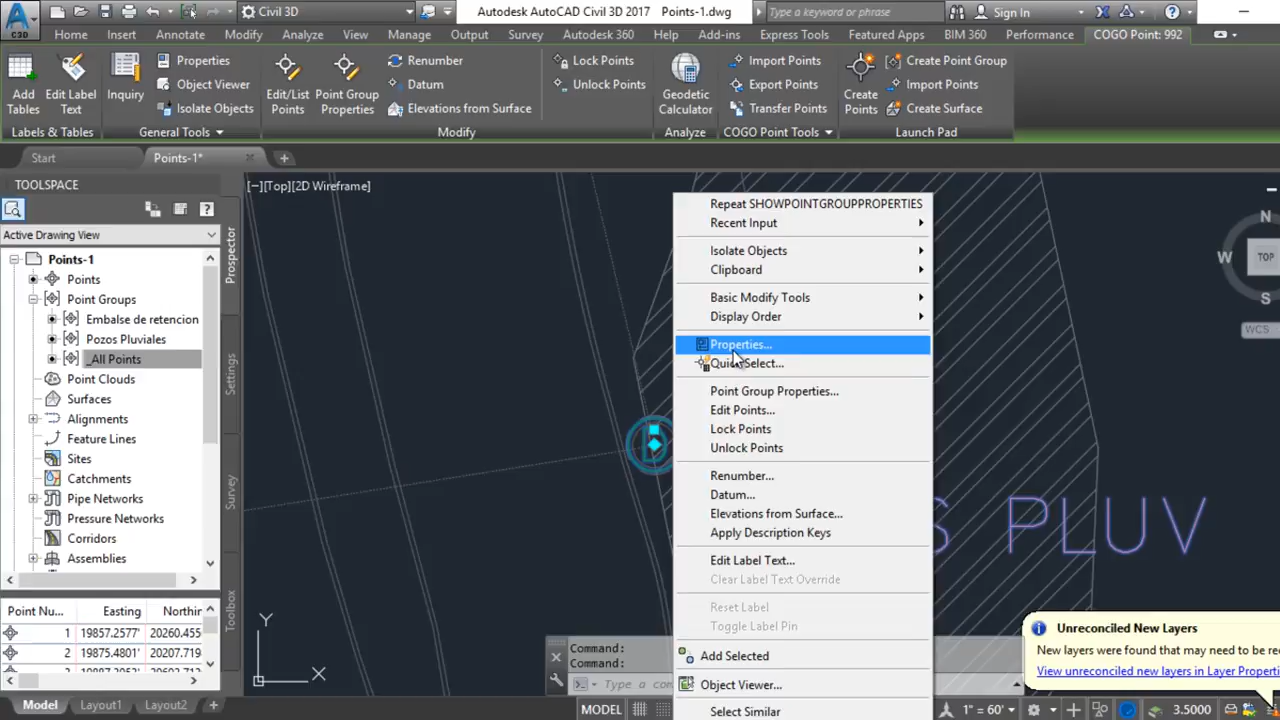 C3D Civil 3D Autodesk AutoCAD Civil 3D 2017 Points-1.dwg Type a keyword or phrase Sign In
Home Insert Annotate Modify Analyze View Manage Output Survey Autodesk 360 Help Add-ins Express Tools Featured Apps BIM 360 Performance COGO Point: 992
Add Tables
Edit Label Text
Labels & Tables
Inquiry
Properties
Object Viewer
Isolate Objects
General Tools
Edit/List Points
Point Group Properties
Renumber
Datum
Elevations from Surface
Modify
Lock Points
Unlock Points
Geodetic Calculator
Analyze
Import Points
Export Points
Transfer Points
COGO Point Tools
Create Points
Create Point Group
Import Points
Create Surface
Launch Pad
Start Points-1*
TOOLSPACE
Active Drawing View
Points-1
Points
Point Groups
Embalse de retencion
Pozos Pluviales
_All Points
Point Clouds
Surfaces
Alignments
Feature Lines
Sites
Catchments
Pipe Networks
Pressure Networks
Corridors
Assemblies
Prospector
Settings
Survey
Toolbox
Point Nu... Easting Northin
1 19857.2577' 20260.455
2 19875.4801' 20207.719
[−][Top][2D Wireframe]
Repeat SHOWPOINTGROUPPROPERTIES
Recent Input
Isolate Objects
Clipboard
Basic Modify Tools
Display Order
Properties...
Quick Select...
Point Group Properties...
Edit Points...
Lock Points
Unlock Points
Renumber...
Datum...
Elevations from Surface...
Apply Description Keys
Edit Label Text...
Clear Label Text Override
Reset Label
Toggle Label Pin
Add Selected
Object Viewer...
Select Similar
N
W TOP
S
WCS
S PLUV
Y
X
Command:
Command:
Type a com
Unreconciled New Layers
New layers were found that may need to be rec
View unreconciled new layers in Layer Properti
Model Layout1 Layout2 MODEL 1" = 60' 3.5000